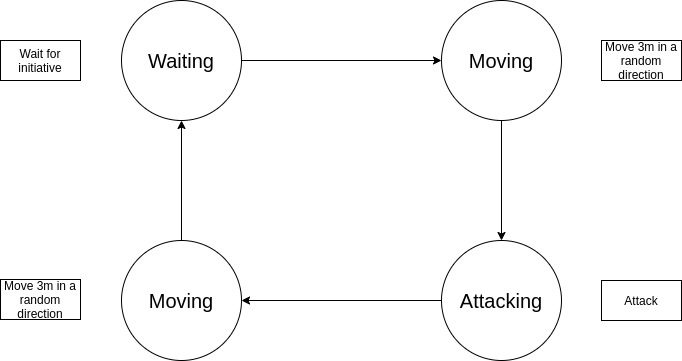 Wait for
initiative
Waiting
Moving
Move 3m in a
random
direction
Move 3m in a
random
direction
Moving
Attacking
Attack